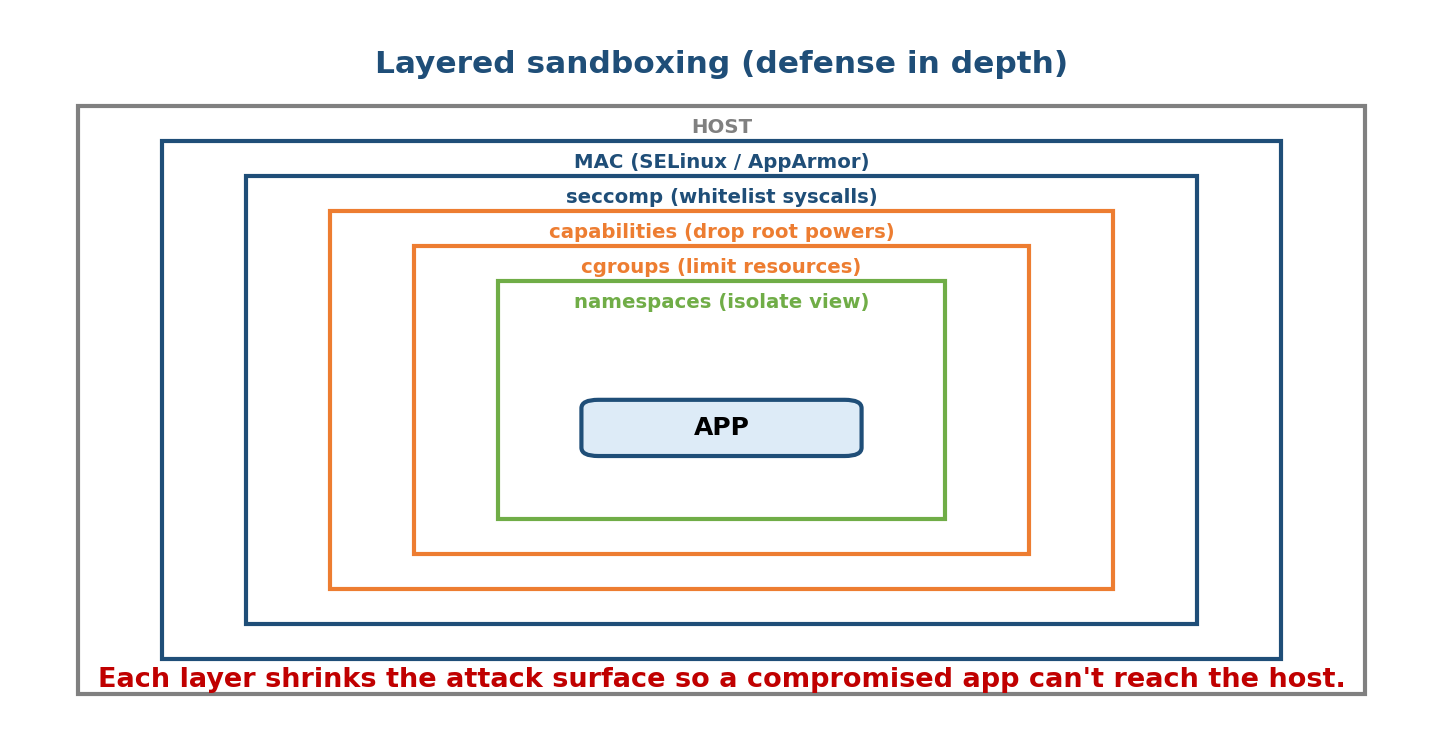 Layered sandboxing (defense in depth)
HOST
MAC (SELinux / AppArmor)
seccomp (whitelist syscalls)
capabilities (drop root powers)
cgroups (limit resources)
namespaces (isolate view)
APP
Each layer shrinks the attack surface so a compromised app can't reach the host.